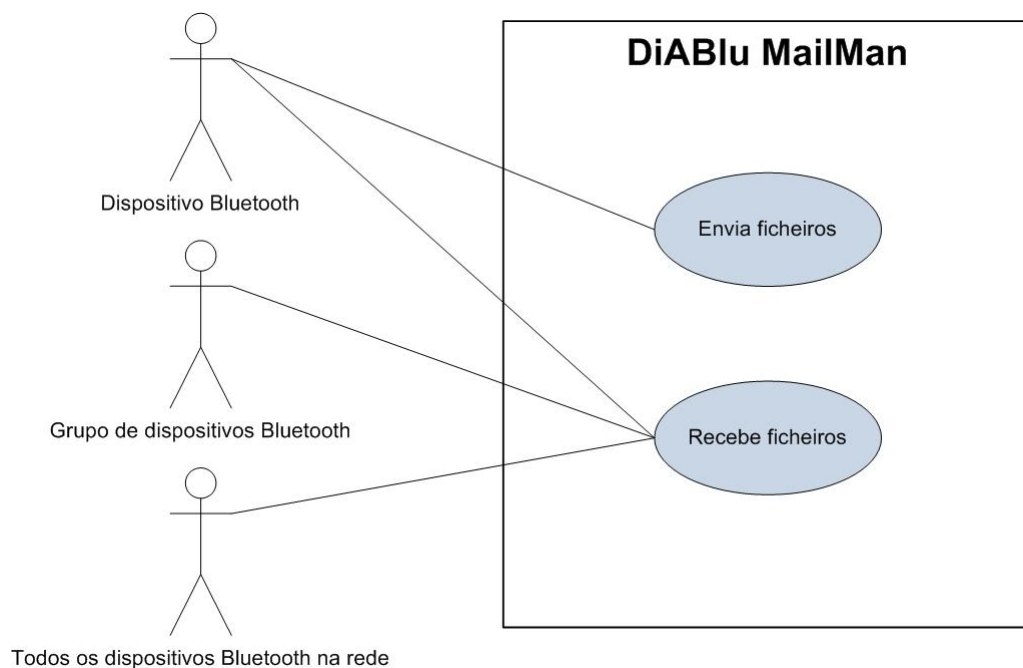 DiABlu MailMan
Dispositivo Bluetooth
Envia ficheiros
Grupo de dispositivos Bluetooth
Recebe ficheiros
Todos os dispositivos Bluetooth na rede